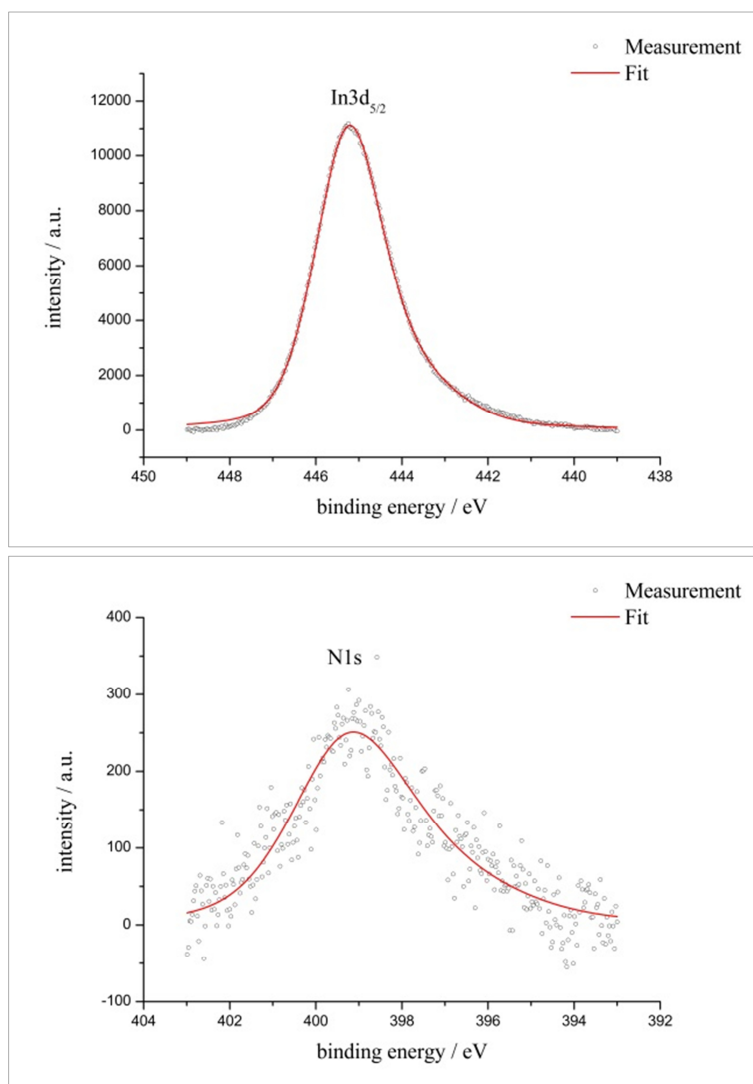 Measurement
Fit
In3d5/2
12000
10000
8000
6000
4000
2000
0
intensity / a.u.
450 448 446 444 442 440 438
binding energy / eV
Measurement
Fit
N1s
400
300
200
100
0
-100
intensity / a.u.
404 402 400 398 396 394 392
binding energy / eV